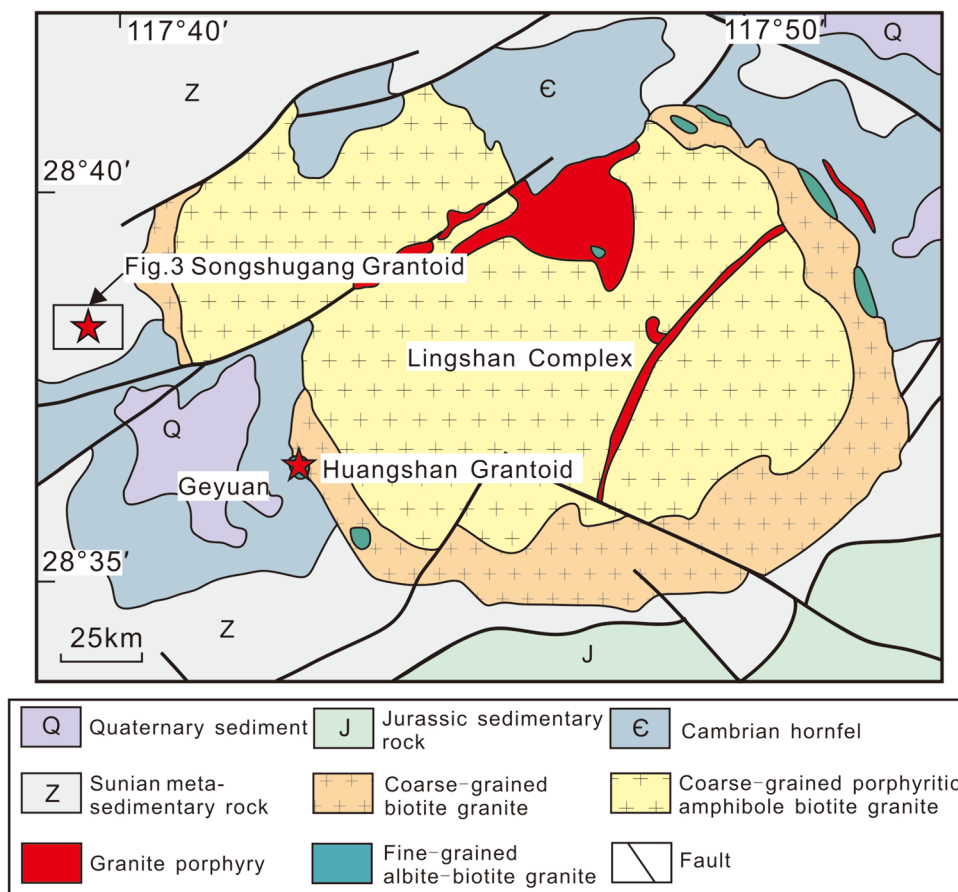 117°40′
117°50′
Q
Z
Є
28°40′
Fig.3 Songshugang Grantoid
Lingshan Complex
Q
Huangshan Grantoid
Geyuan
28°35′
Z
25km
J
Q Quaternary sediment
J Jurassic sedimentary
rock
Є Cambrian hornfel
Z Sunian meta-
sedimentary rock
Coarse-grained
biotite granite
Coarse-grained porphyritic
amphibole biotite granite
Granite porphyry
Fine-grained
albite-biotite granite
Fault